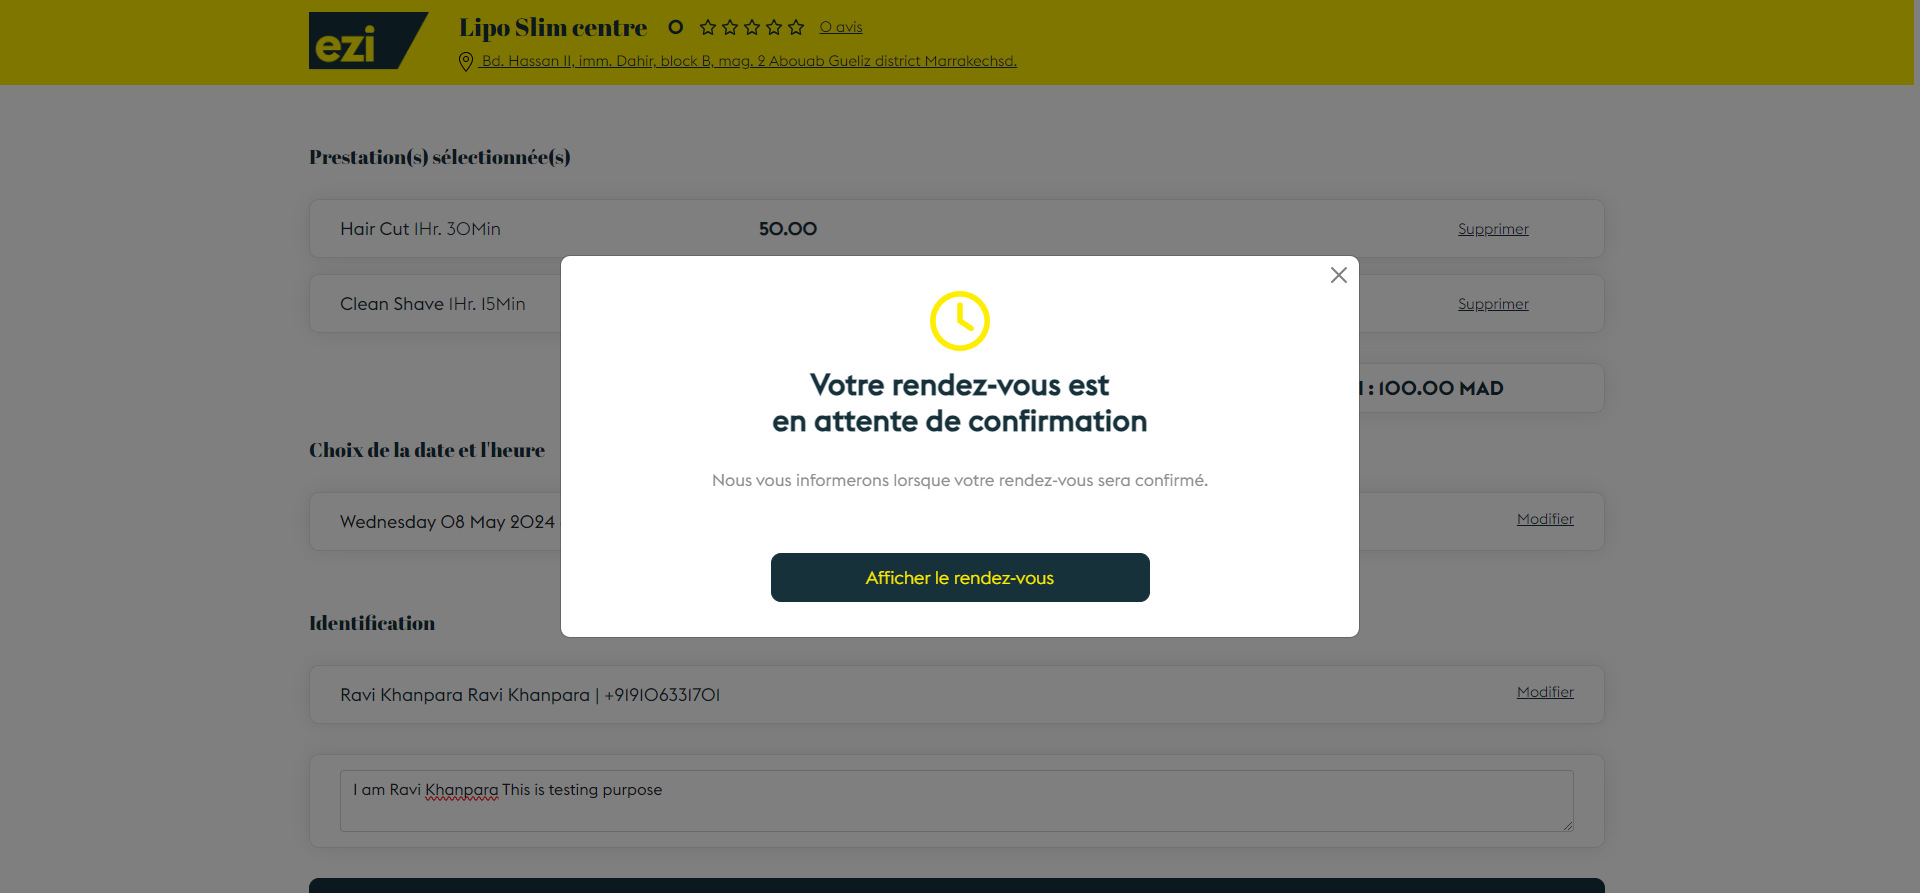 ezi
Lipo Slim centre 0 0 avis
Bd. Hassan II, imm. Dahir, block B, mag. 2 Abouab Gueliz district Marrakechsd.
Prestation(s) sélectionnée(s)
Hair Cut 1Hr. 30Min 50.00 Supprimer
Clean Shave 1Hr. 15Min Supprimer
: 100.00 MAD
Votre rendez-vous est
en attente de confirmation
Nous vous informerons lorsque votre rendez-vous sera confirmé.
Afficher le rendez-vous
Choix de la date et l'heure
Wednesday 08 May 2024 Modifier
Identification
Ravi Khanpara Ravi Khanpara | +919106331701 Modifier
I am Ravi Khanpara This is testing purpose